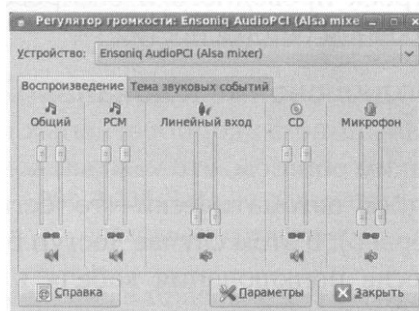 Регулятор громкости: Ensoniq AudioPCI (Alsa mixe
Устройство: Ensoniq AudioPCI (Alsa mixer)
Воспроизведение Тема звуковых событий
Общий PCM Линейный вход CD Микрофон
Справка Параметры Закрыть